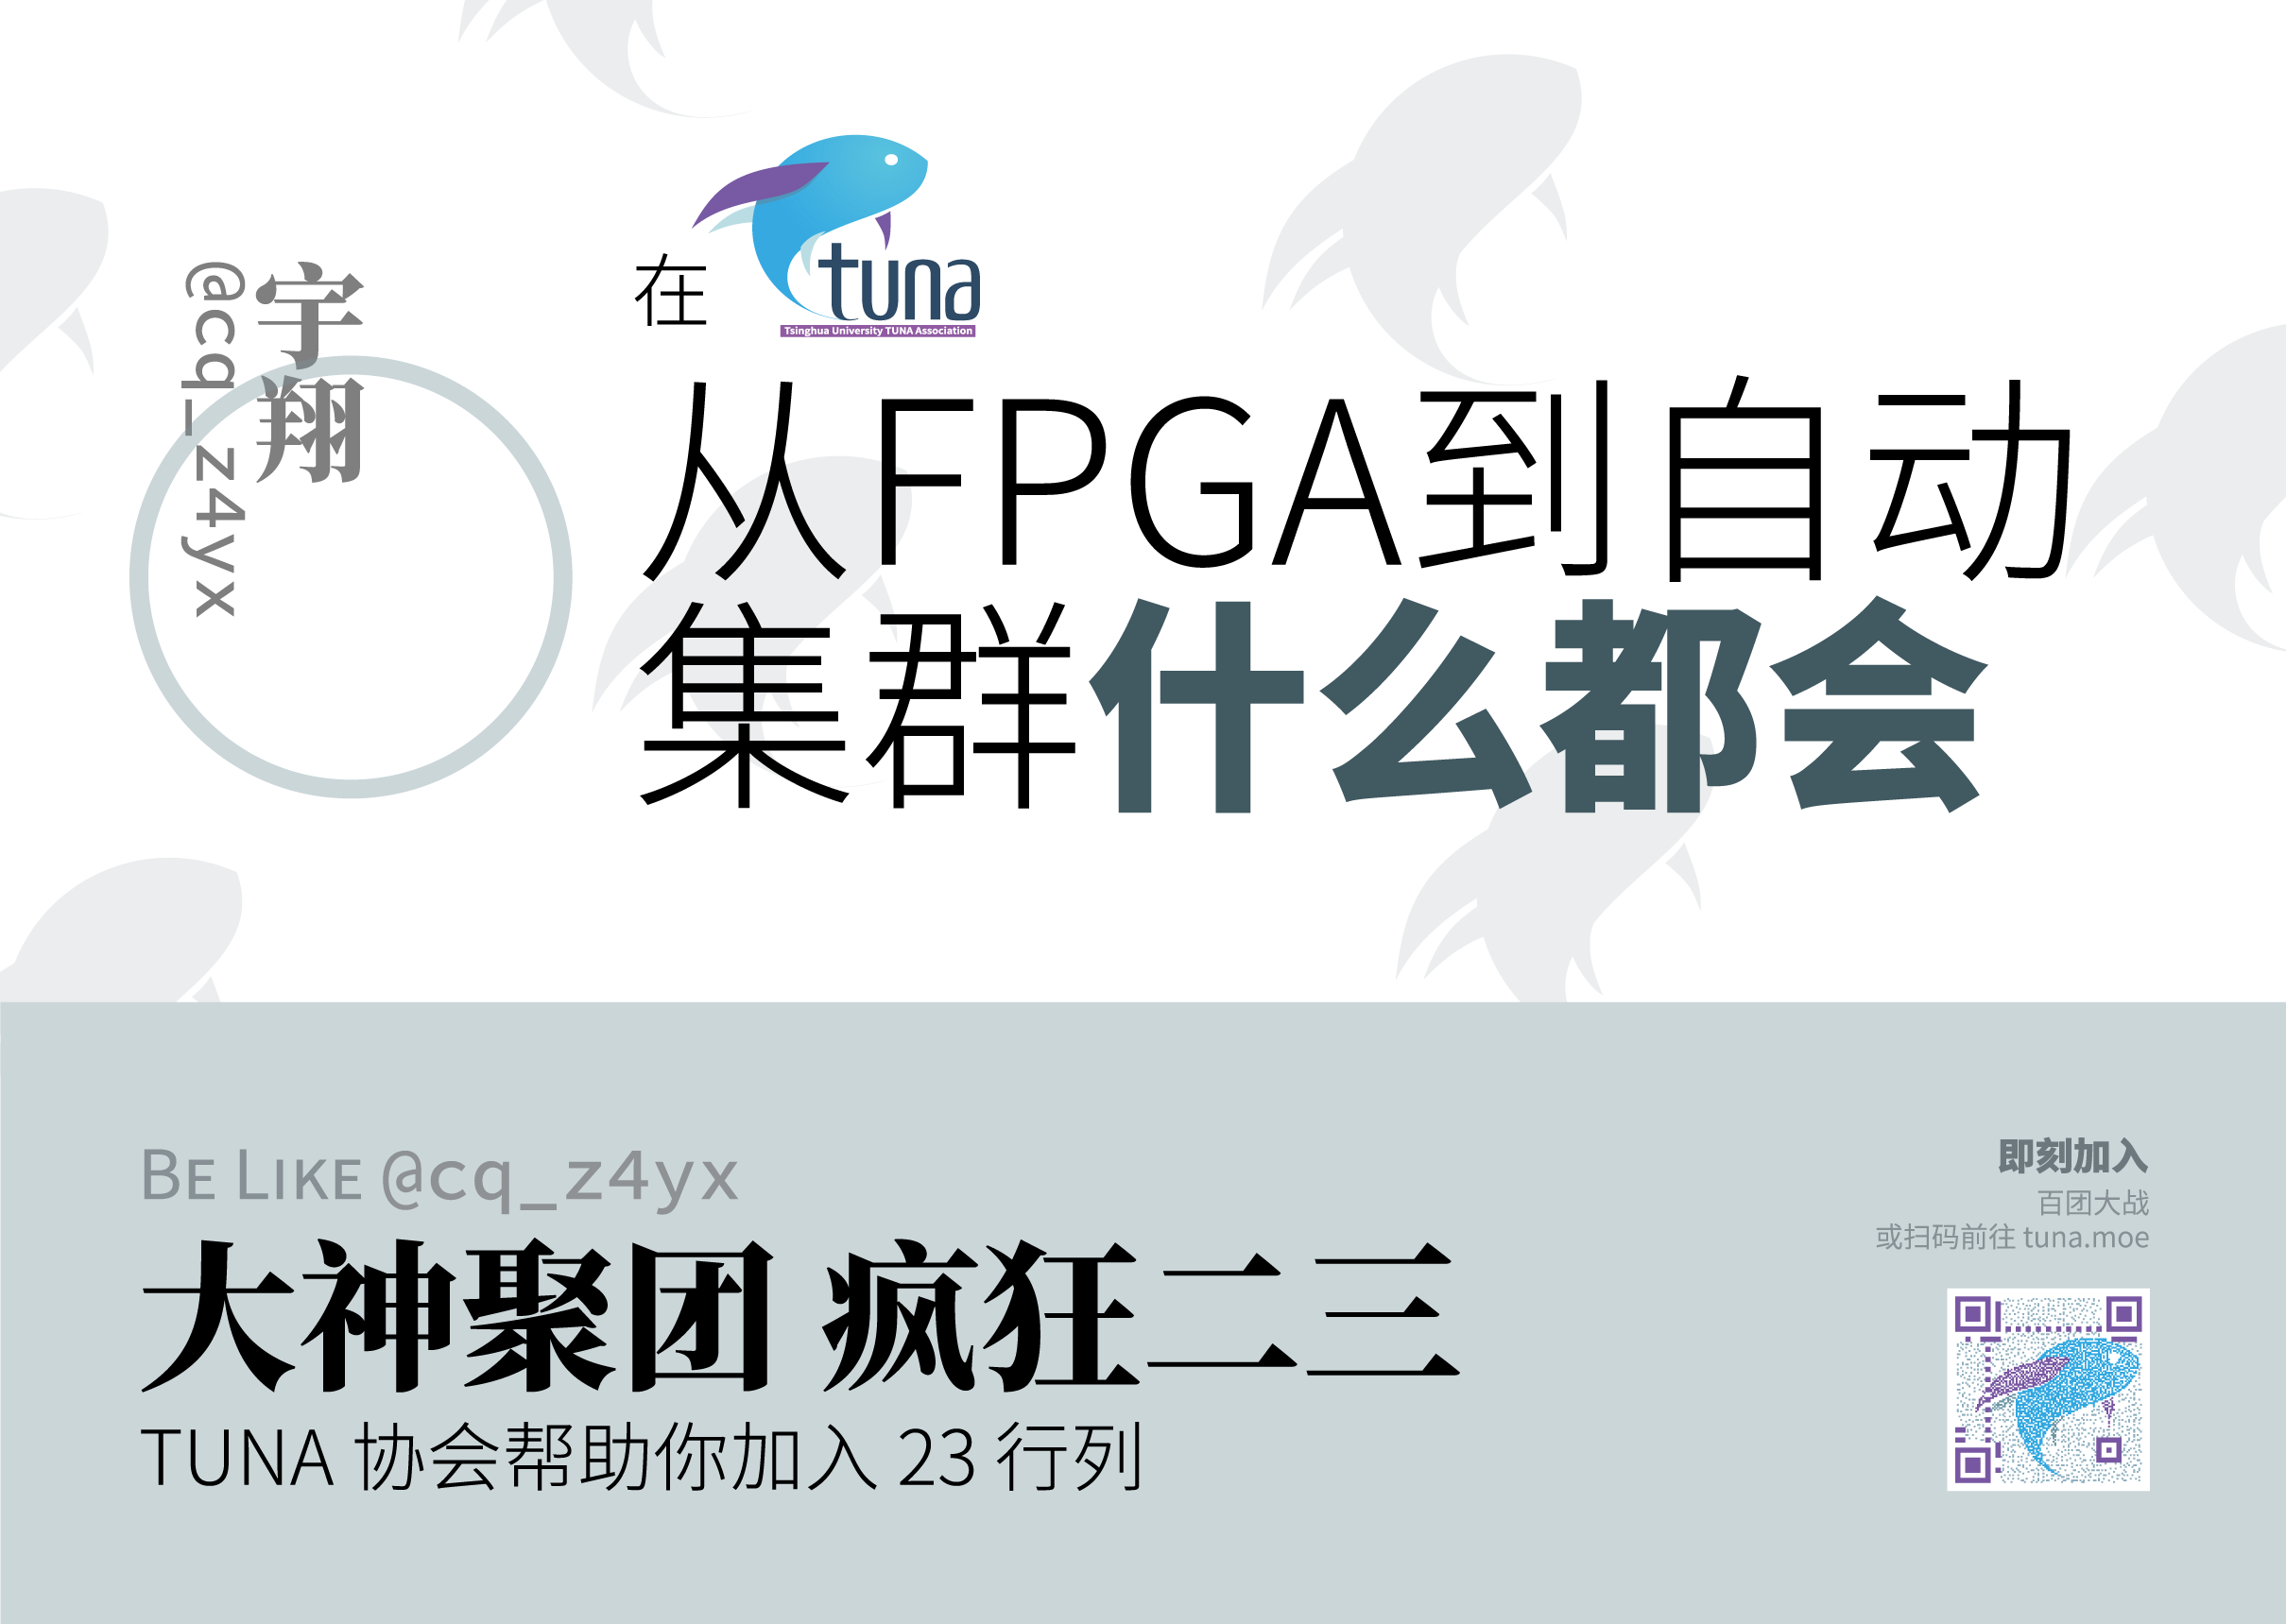 宇翔
@cq_z4yx
在 tuna
Tsinghua University TUNA Association
从FPGA到自动
集群什么都会
BE LIKE @cq_z4yx
大神聚团 疯狂二三
TUNA 协会帮助你加入 23 行列
即刻加入
百团大战
或扫码前往 tuna.moe